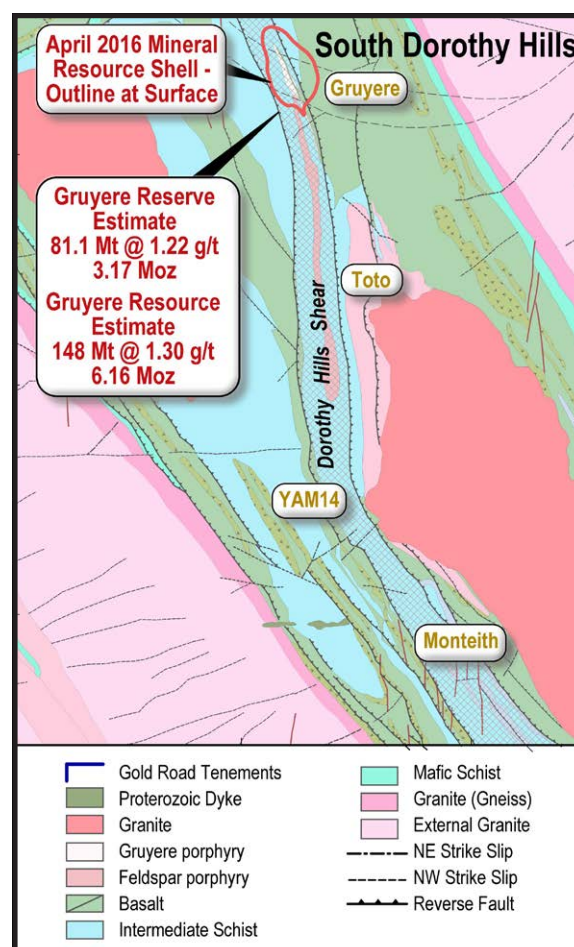 South Dorothy Hills
April 2016 Mineral
Resource Shell -
Outline at Surface
Gruyere
Gruyere Reserve
Estimate
81.1 Mt @ 1.22 g/t
3.17 Moz
Gruyere Resource
Estimate
148 Mt @ 1.30 g/t
6.16 Moz
Toto
Dorothy Hills Shear
YAM14
Monteith
Gold Road Tenements
Proterozoic Dyke
Granite
Gruyere porphyry
Feldspar porphyry
Basalt
Intermediate Schist
Mafic Schist
Granite (Gneiss)
External Granite
NE Strike Slip
NW Strike Slip
Reverse Fault